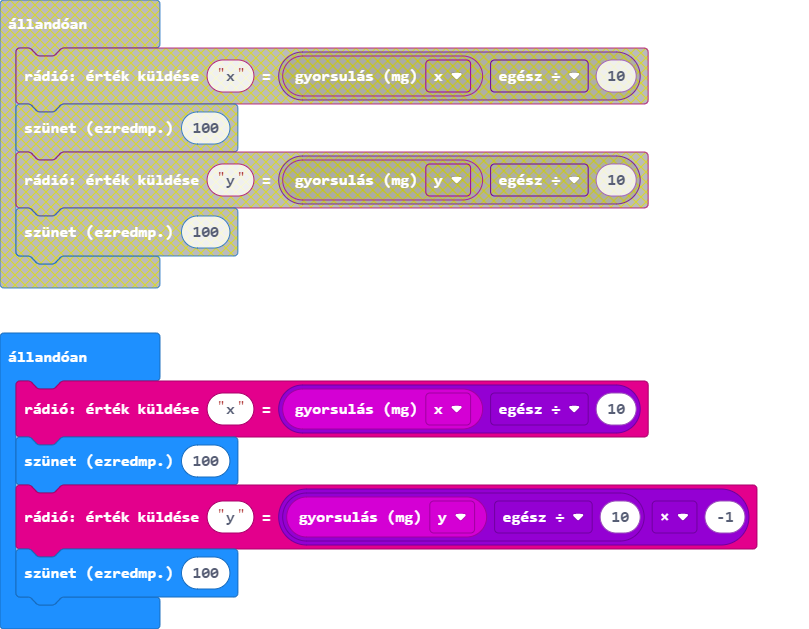 állandóan
rádió: érték küldése "x" = gyorsulás (mg) x egész ÷ 10
szünet (ezredmp.) 100
rádió: érték küldése "y" = gyorsulás (mg) y egész ÷ 10
szünet (ezredmp.) 100
állandóan
rádió: érték küldése "x" = gyorsulás (mg) x egész ÷ 10
szünet (ezredmp.) 100
rádió: érték küldése "y" = gyorsulás (mg) y egész ÷ 10 × -1
szünet (ezredmp.) 100